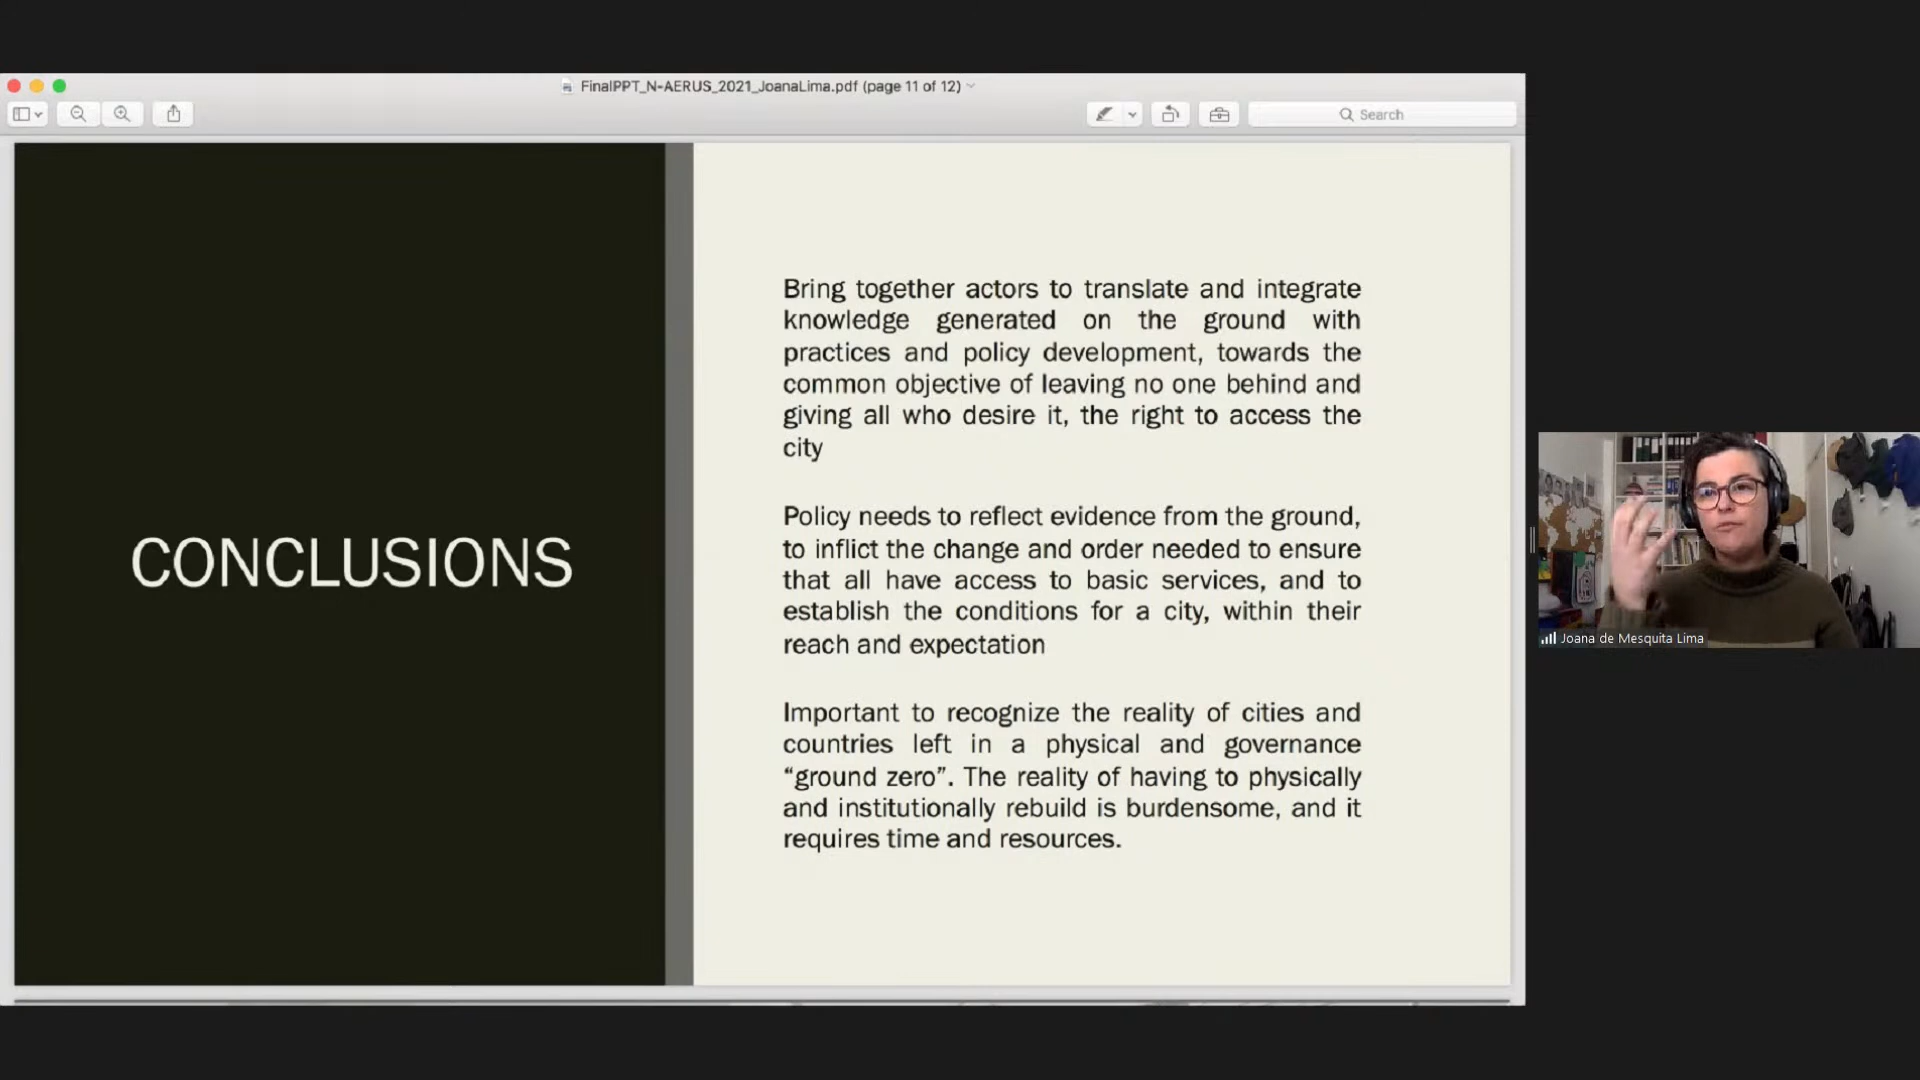 FinalPPT_N-AERUS_2021_JoanaLima.pdf (page 11 of 12)
Search
CONCLUSIONS
Bring together actors to translate and integrate
knowledge generated on the ground with
practices and policy development, towards the
common objective of leaving no one behind and
giving all who desire it, the right to access the
city
Policy needs to reflect evidence from the ground,
to inflict the change and order needed to ensure
that all have access to basic services, and to
establish the conditions for a city, within their
reach and expectation
Important to recognize the reality of cities and
countries left in a physical and governance
“ground zero”. The reality of having to physically
and institutionally rebuild is burdensome, and it
requires time and resources.
Joana de Mesquita Lima